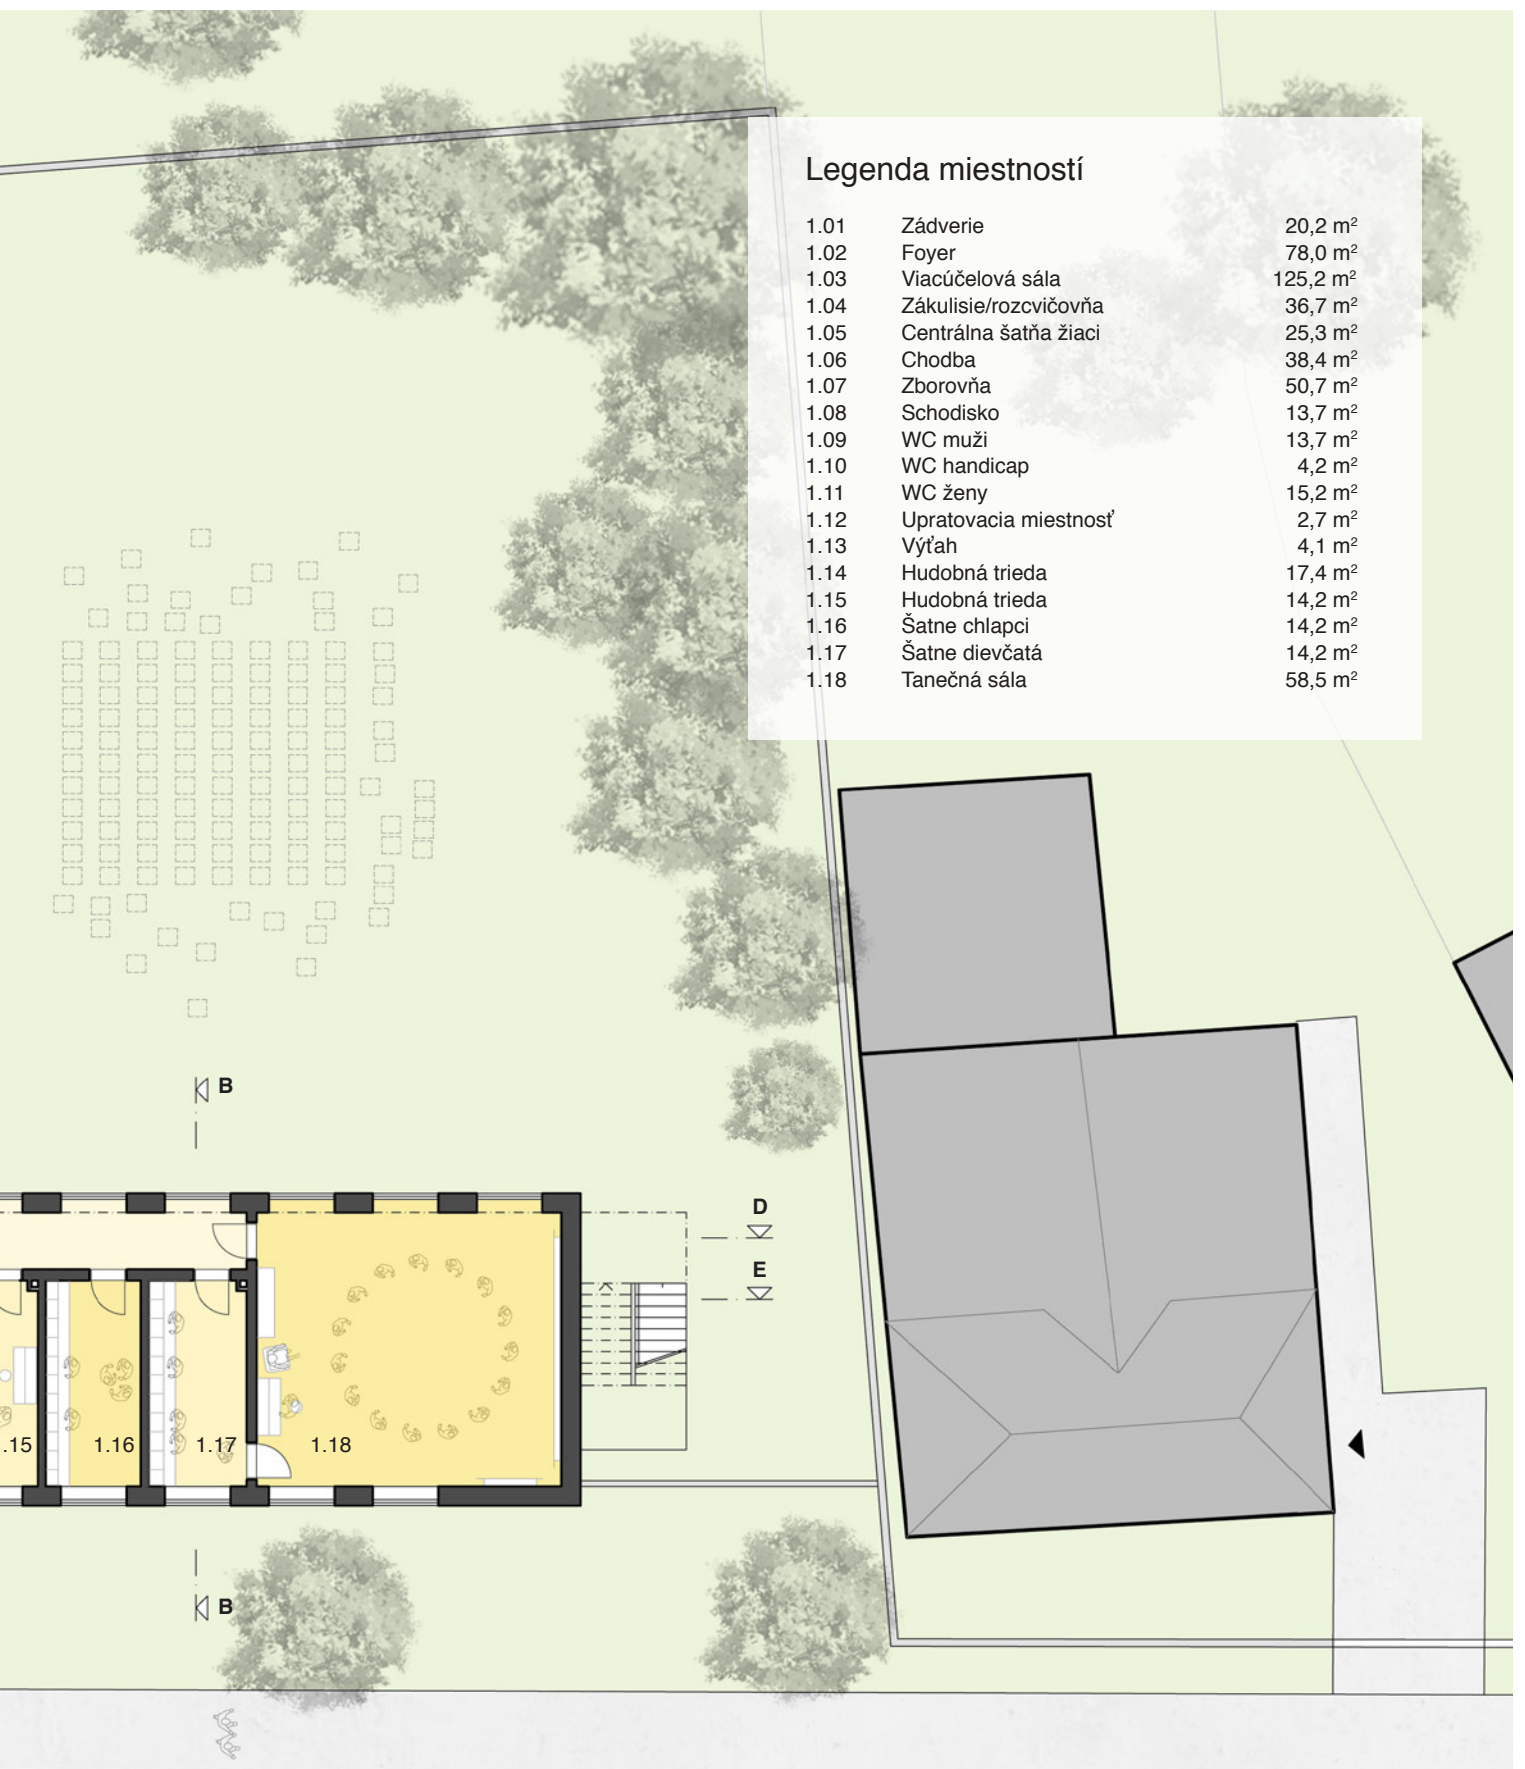 Legenda miestností
1.01 Zádverie 20,2 m²
1.02 Foyer 78,0 m²
1.03 Viacúčelová sála 125,2 m²
1.04 Zákulisie/rozcvičovňa 36,7 m²
1.05 Centrálna šatňa žiaci 25,3 m²
1.06 Chodba 38,4 m²
1.07 Zborovňa 50,7 m²
1.08 Schodisko 13,7 m²
1.09 WC muži 13,7 m²
1.10 WC handicap 4,2 m²
1.11 WC ženy 15,2 m²
1.12 Upratovacia miestnosť 2,7 m²
1.13 Výťah 4,1 m²
1.14 Hudobná trieda 17,4 m²
1.15 Hudobná trieda 14,2 m²
1.16 Šatne chlapci 14,2 m²
1.17 Šatne dievčatá 14,2 m²
1.18 Tanečná sála 58,5 m²
B
D
E
.15 1.16 1.17 1.18
B